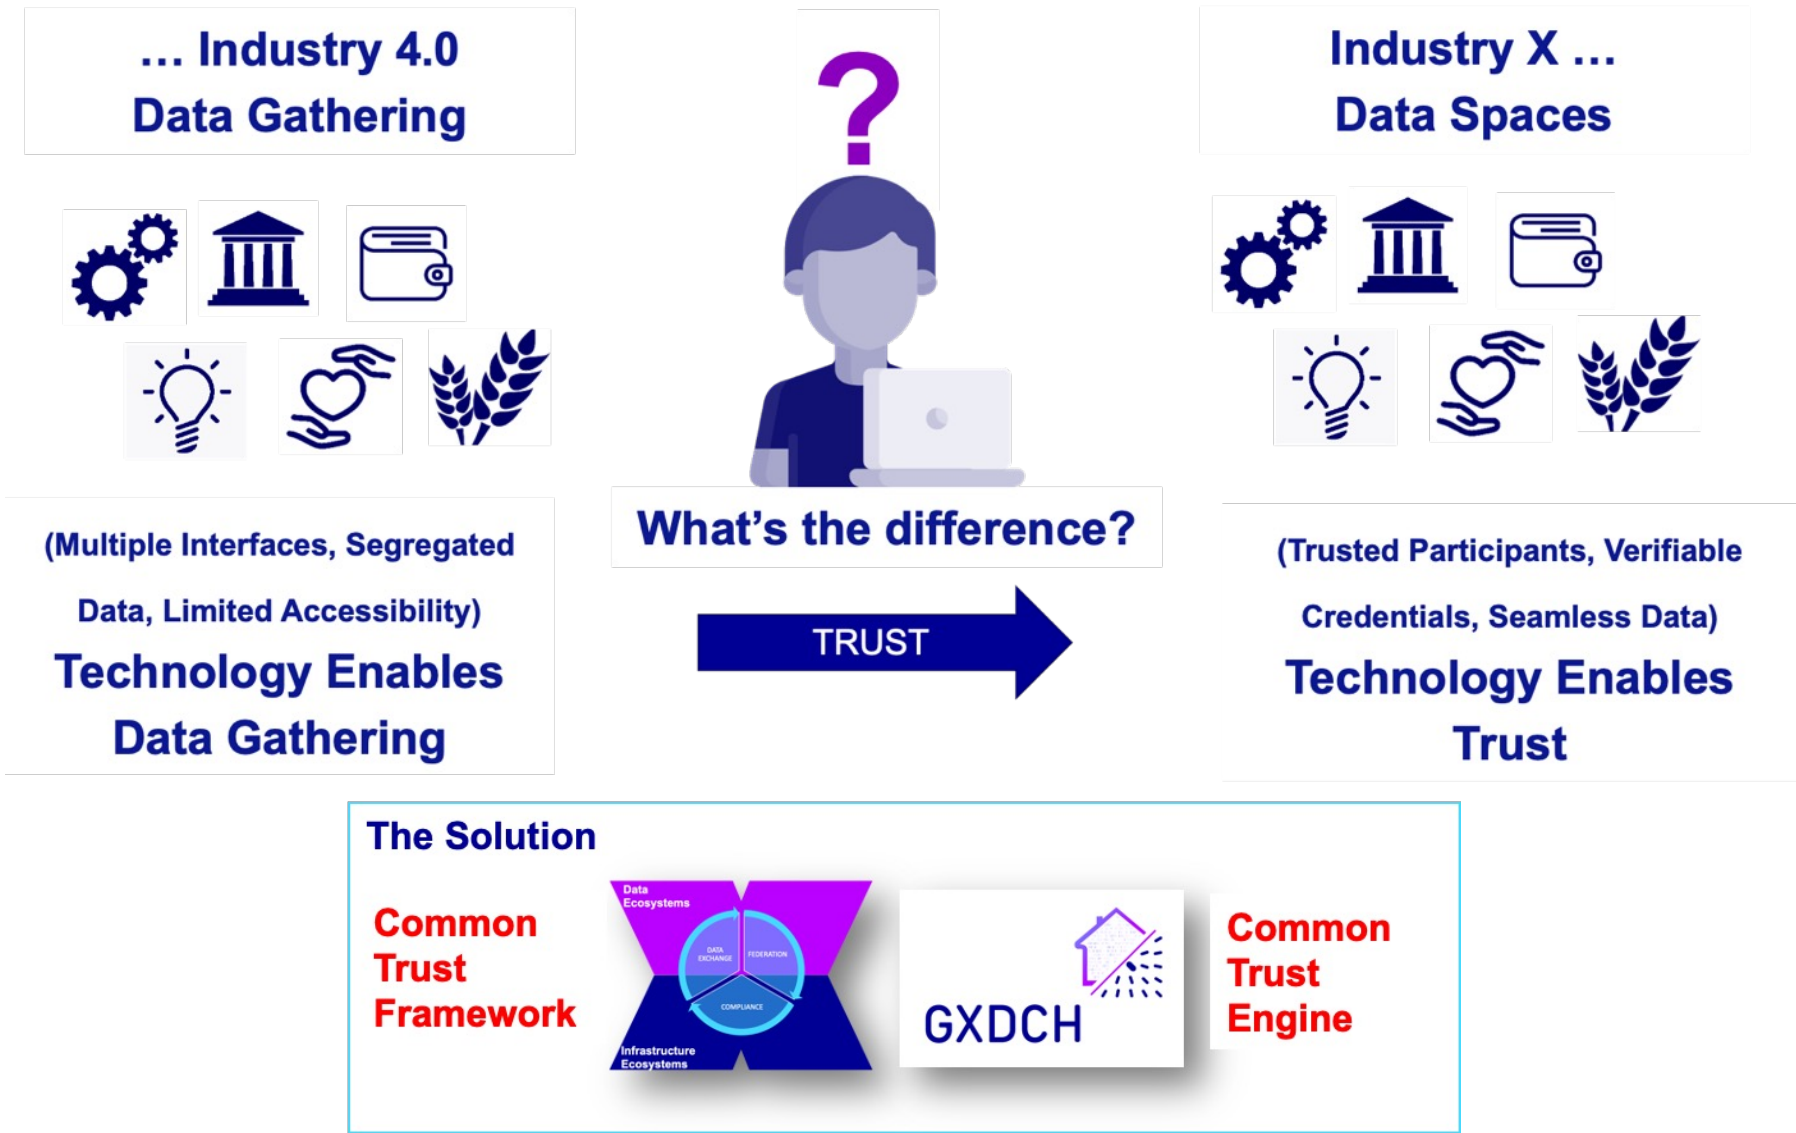 ... Industry 4.0
Data Gathering
?
Industry X ...
Data Spaces
(Multiple Interfaces, Segregated
Data, Limited Accessibility)
Technology Enables
Data Gathering
What's the difference?
TRUST
(Trusted Participants, Verifiable
Credentials, Seamless Data)
Technology Enables
Trust
The Solution
Common
Trust
Framework
Data
Ecosystems
DATA
EXCHANGE
FEDERATION
COMPLIANCE
Infrastructure
Ecosystems
GXDCH
Common
Trust
Engine